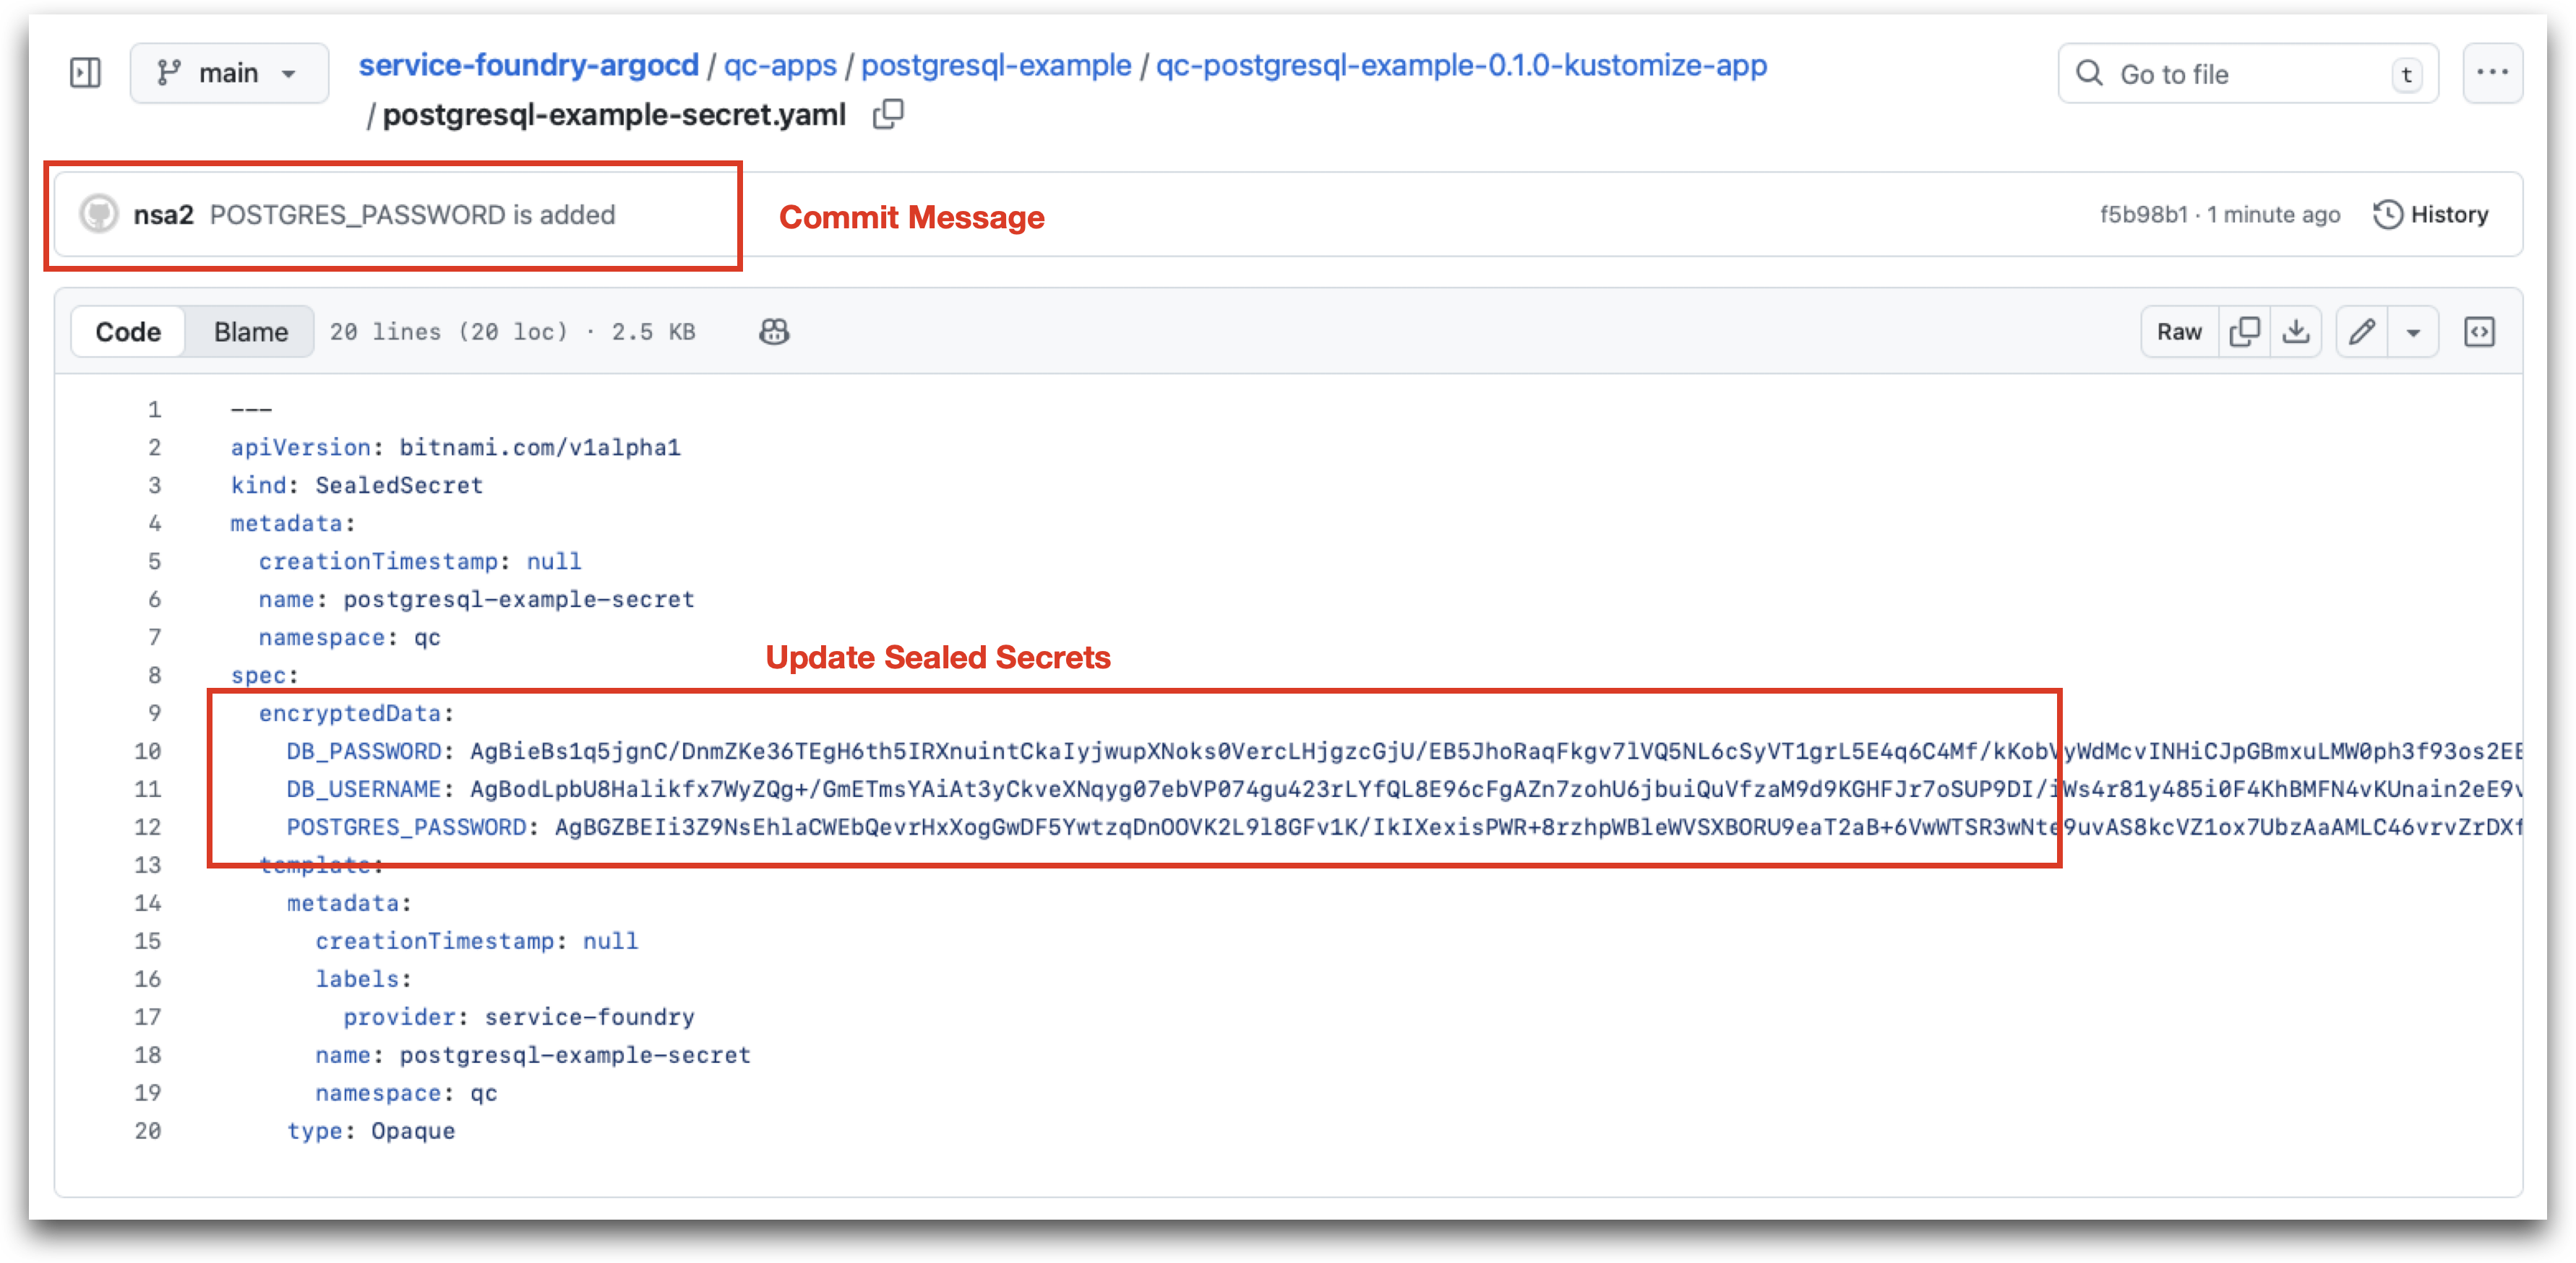 main
service-foundry-argocd / qc-apps / postgresql-example / qc-postgresql-example-0.1.0-kustomize-app
/ postgresql-example-secret.yaml
Go to file
t
nsa2 POSTGRES_PASSWORD is added
Commit Message
f5b98b1 · 1 minute ago
History
Code
Blame
20 lines (20 loc) · 2.5 KB
Raw
1 ---
2 apiVersion: bitnami.com/v1alpha1
3 kind: SealedSecret
4 metadata:
5 creationTimestamp: null
6 name: postgresql-example-secret
7 namespace: qc
Update Sealed Secrets
8 spec:
9 encryptedData:
10 DB_PASSWORD: AgBieBs1q5jgnC/DnmZKe36TEgH6th5IRXnuintCkaIyjwupXNoks0VercLHjgzcGjU/EB5JhoRaqFkgv7lVQ5NL6cSyVT1grL5E4q6C4Mf/kKobVyWdMcvINHiCJpGBmxuLMW0ph3f93os2EE
11 DB_USERNAME: AgBodLpbU8Halikfx7WyZQg+/GmETmsYAiAt3yCkveXNqyg07ebVP074gu423rLYfQL8E96cFgAZn7zohU6jbuiQuVfzaM9d9KGHFJr7oSUP9DI/iWs4r81y485i0F4KhBMFN4vKUnain2eE9v
12 POSTGRES_PASSWORD: AgBGZBEIi3Z9NsEhlaCWEbQevrHxXogGwDF5YwtzqDnOOVK2L9l8GFv1K/IkIXexisPWR+8rzhpWBleWVSXBORU9eaT2aB+6VwWTSR3wNte9uvAS8kcVZ1ox7UbzAaAMLC46vrvZrDXf
13 template:
14 metadata:
15 creationTimestamp: null
16 labels:
17 provider: service-foundry
18 name: postgresql-example-secret
19 namespace: qc
20 type: Opaque